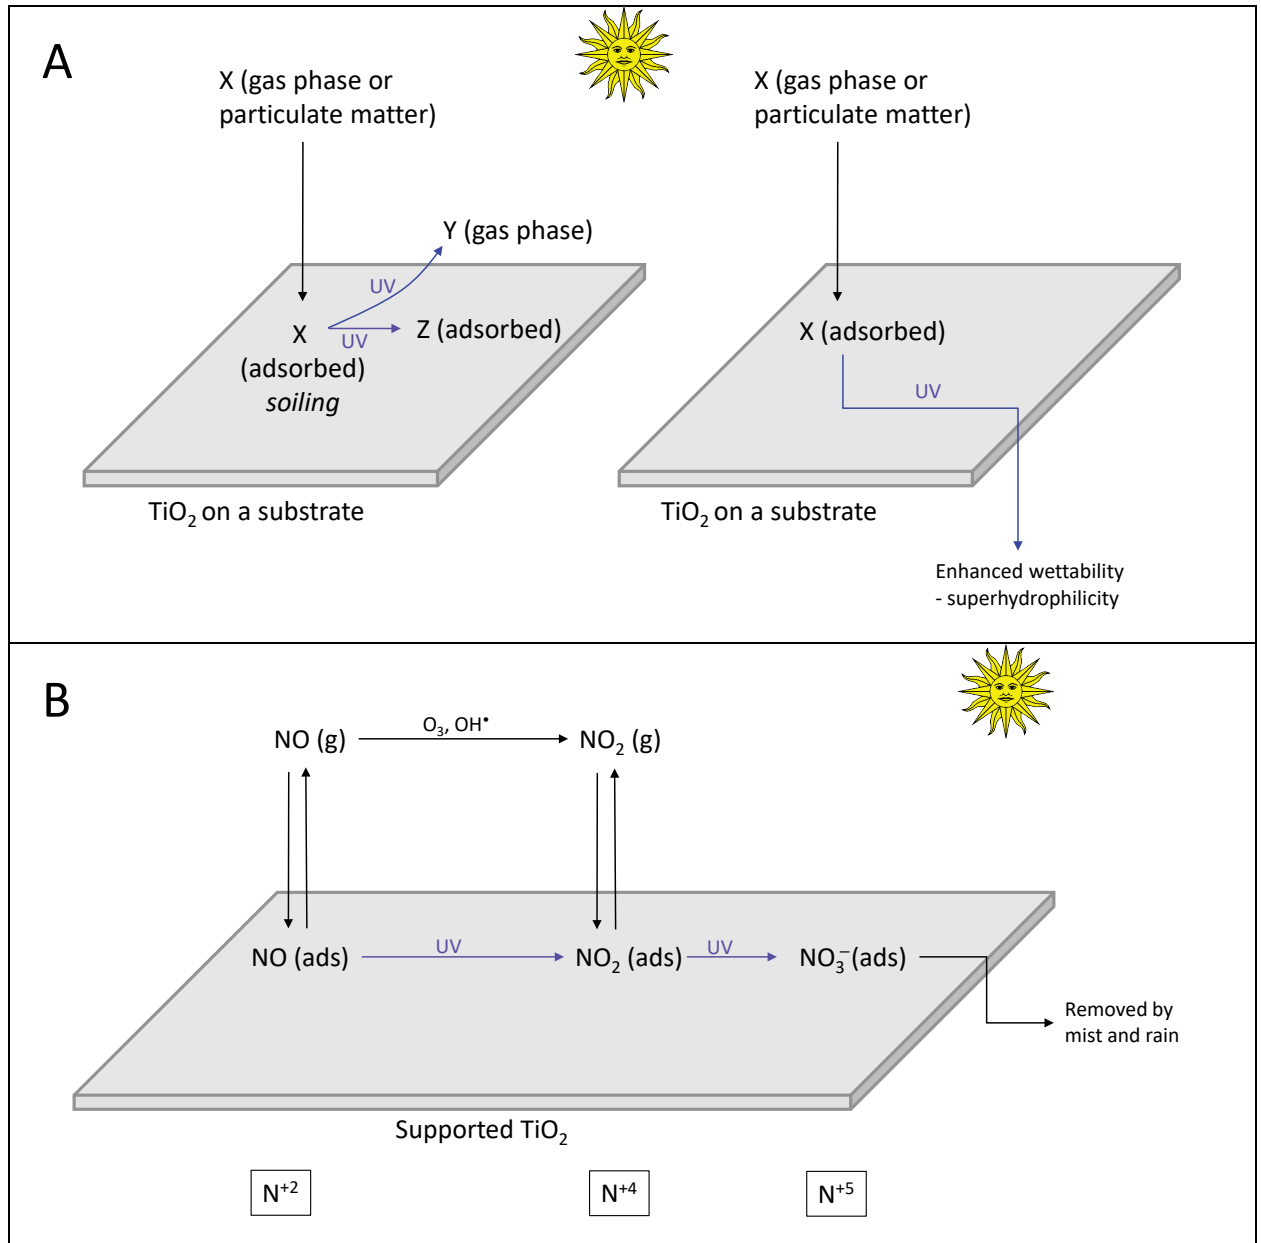 A
X (gas phase or
particulate matter)
X (gas phase or
particulate matter)
Y (gas phase)
UV
X
UV
Z (adsorbed)
(adsorbed)
soiling
X (adsorbed)
UV
TiO₂ on a substrate
TiO₂ on a substrate
Enhanced wettability
- superhydrophilicity
B
NO (g)
O₃, OH•
NO₂ (g)
NO (ads)
UV
NO₂ (ads)
UV
NO₃⁻(ads)
Removed by
mist and rain
Supported TiO₂
N⁺²
N⁺⁴
N⁺⁵